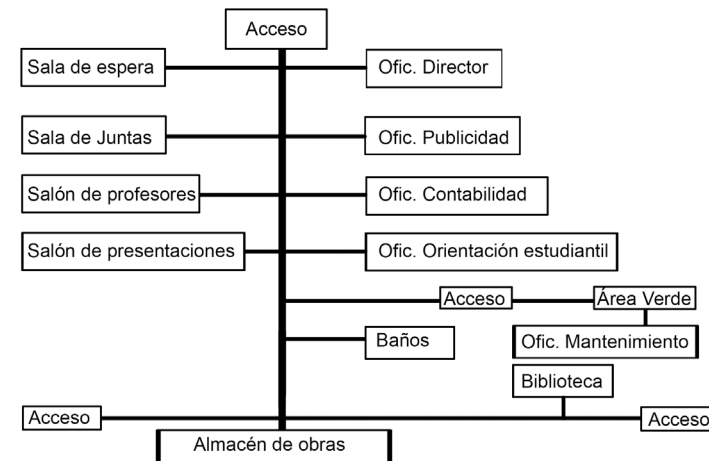 Acceso
Sala de espera
Ofic. Director
Sala de Juntas
Ofic. Publicidad
Salón de profesores
Ofic. Contabilidad
Salón de presentaciones
Ofic. Orientación estudiantil
Acceso
Área Verde
Baños
Ofic. Mantenimiento
Biblioteca
Acceso
Acceso
Almacén de obras